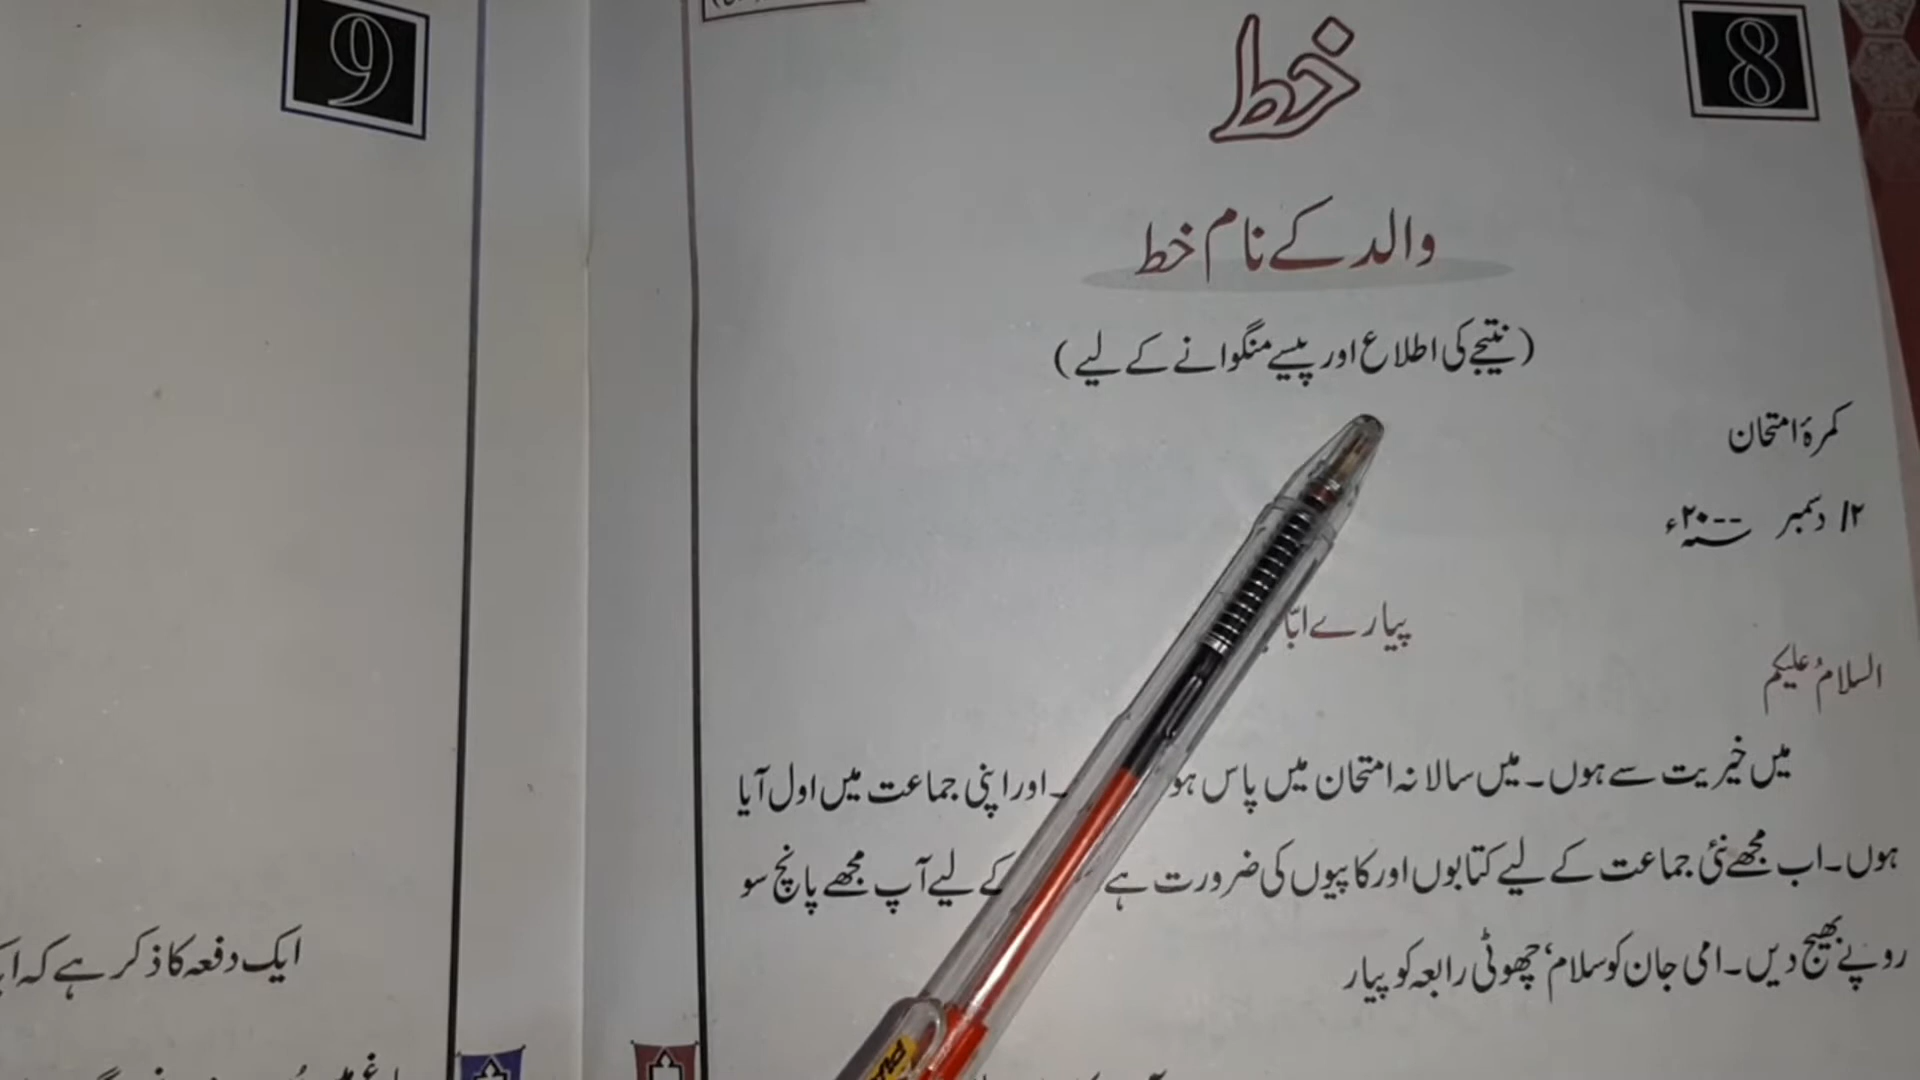 8
خط
والد کے نام خط
(نتیجے کی اطلاع اور پیسے منگوانے کے لیے)
کمرۂ امتحان
۱۲/ دسمبر ۲۰--ء
پیارے ابّا
السلامُ علیکم
میں خیریت سے ہوں۔ میں سالانہ امتحان میں پاس ہو ۔ اور اپنی جماعت میں اول آیا
ہوں۔ اب مجھے نئی جماعت کے لیے کتابوں اور کاپیوں کی ضرورت ہے کے لیے آپ مجھے پانچ سو
روپے بھیج دیں۔ امی جان کو سلام، چھوٹی رابعہ کو پیار
9
ایک دفعہ کا ذکر ہے کہ